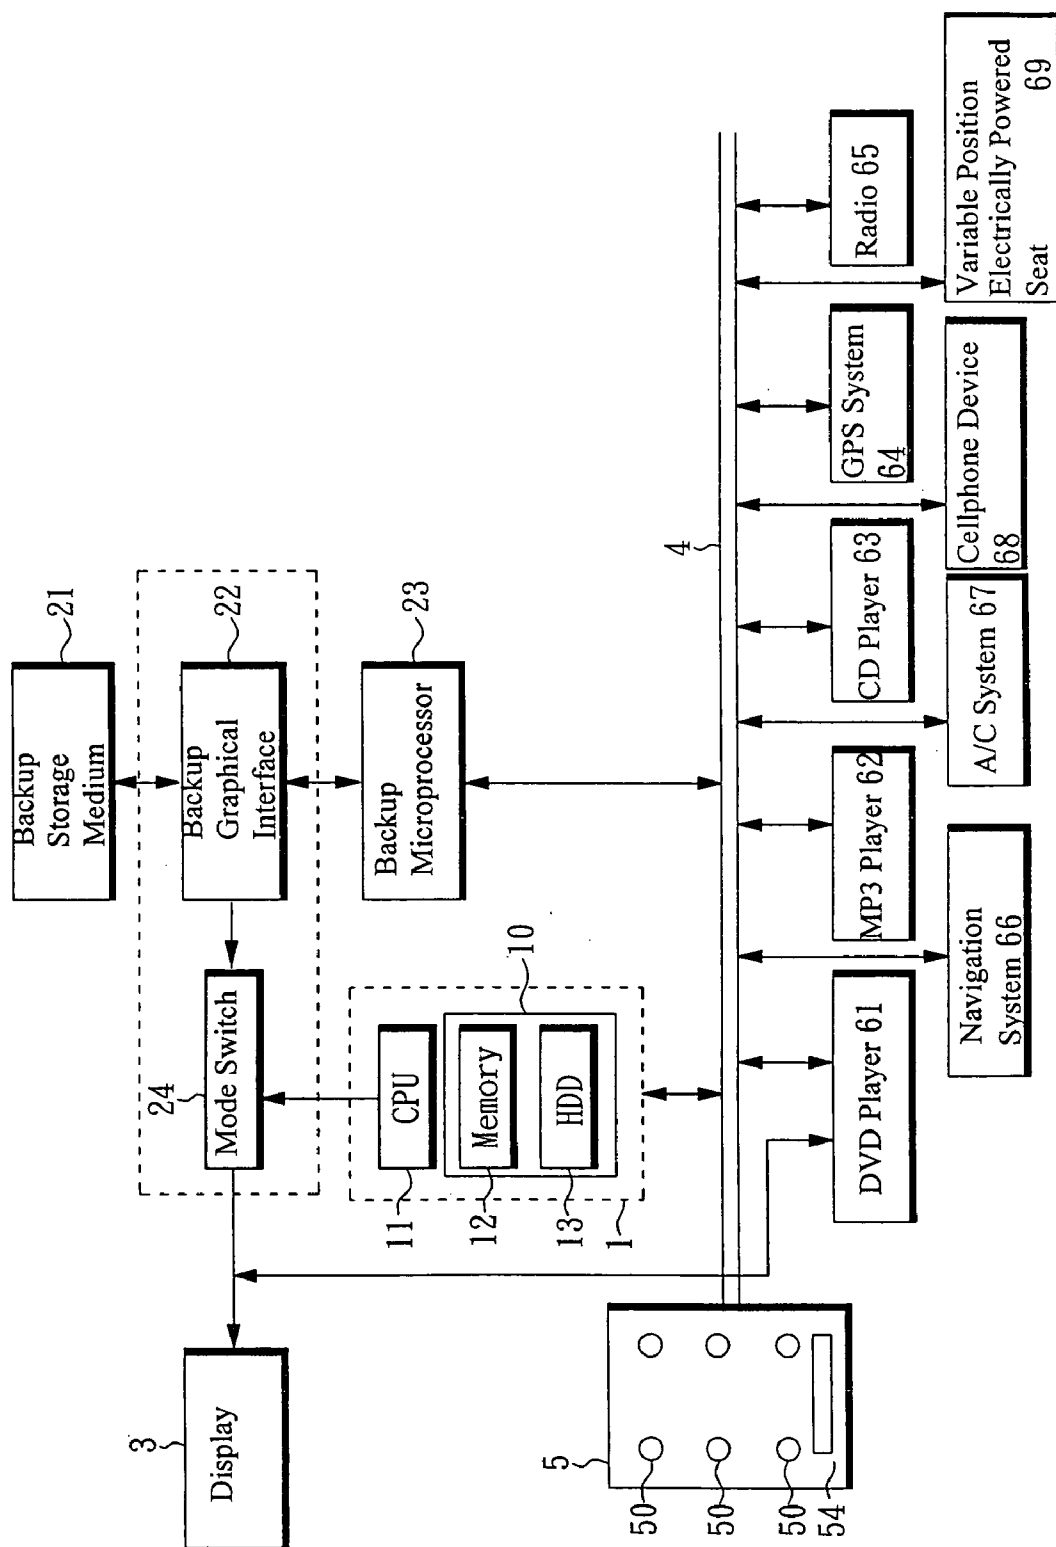 Backup
Storage
Medium
21
Backup
Graphical
Interface
22
Backup
Microprocessor
23
Mode Switch
24
CPU
11
10
Memory
12
HDD
13
1
Display
3
4
5
50
50
50
54
DVD Player 61
MP3 Player 62
CD Player 63
GPS System
64
Radio 65
Navigation
System 66
A/C System 67
Cellphone Device
68
Variable Position
Electrically Powered
Seat 69